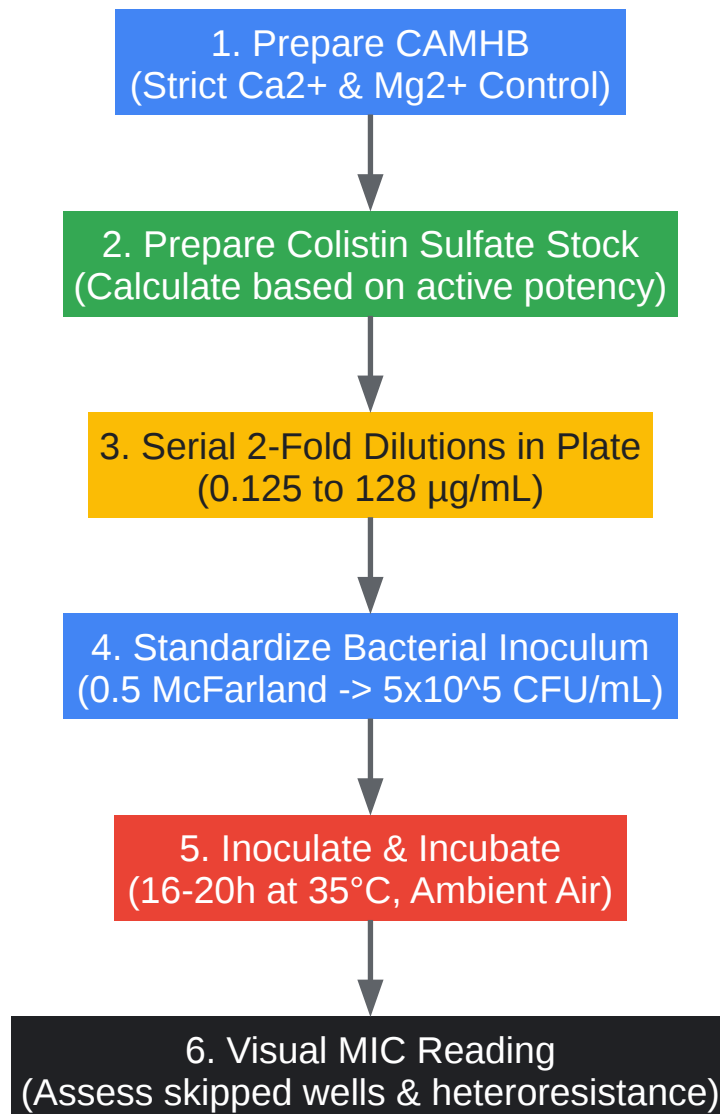 1. Prepare CAMHB
(Strict Ca2+ & Mg2+ Control)
2. Prepare Colistin Sulfate Stock
(Calculate based on active potency)
3. Serial 2-Fold Dilutions in Plate
(0.125 to 128 µg/mL)
4. Standardize Bacterial Inoculum
(0.5 McFarland -> 5x10^5 CFU/mL)
5. Inoculate & Incubate
(16-20h at 35°C, Ambient Air)
6. Visual MIC Reading
(Assess skipped wells & heteroresistance)